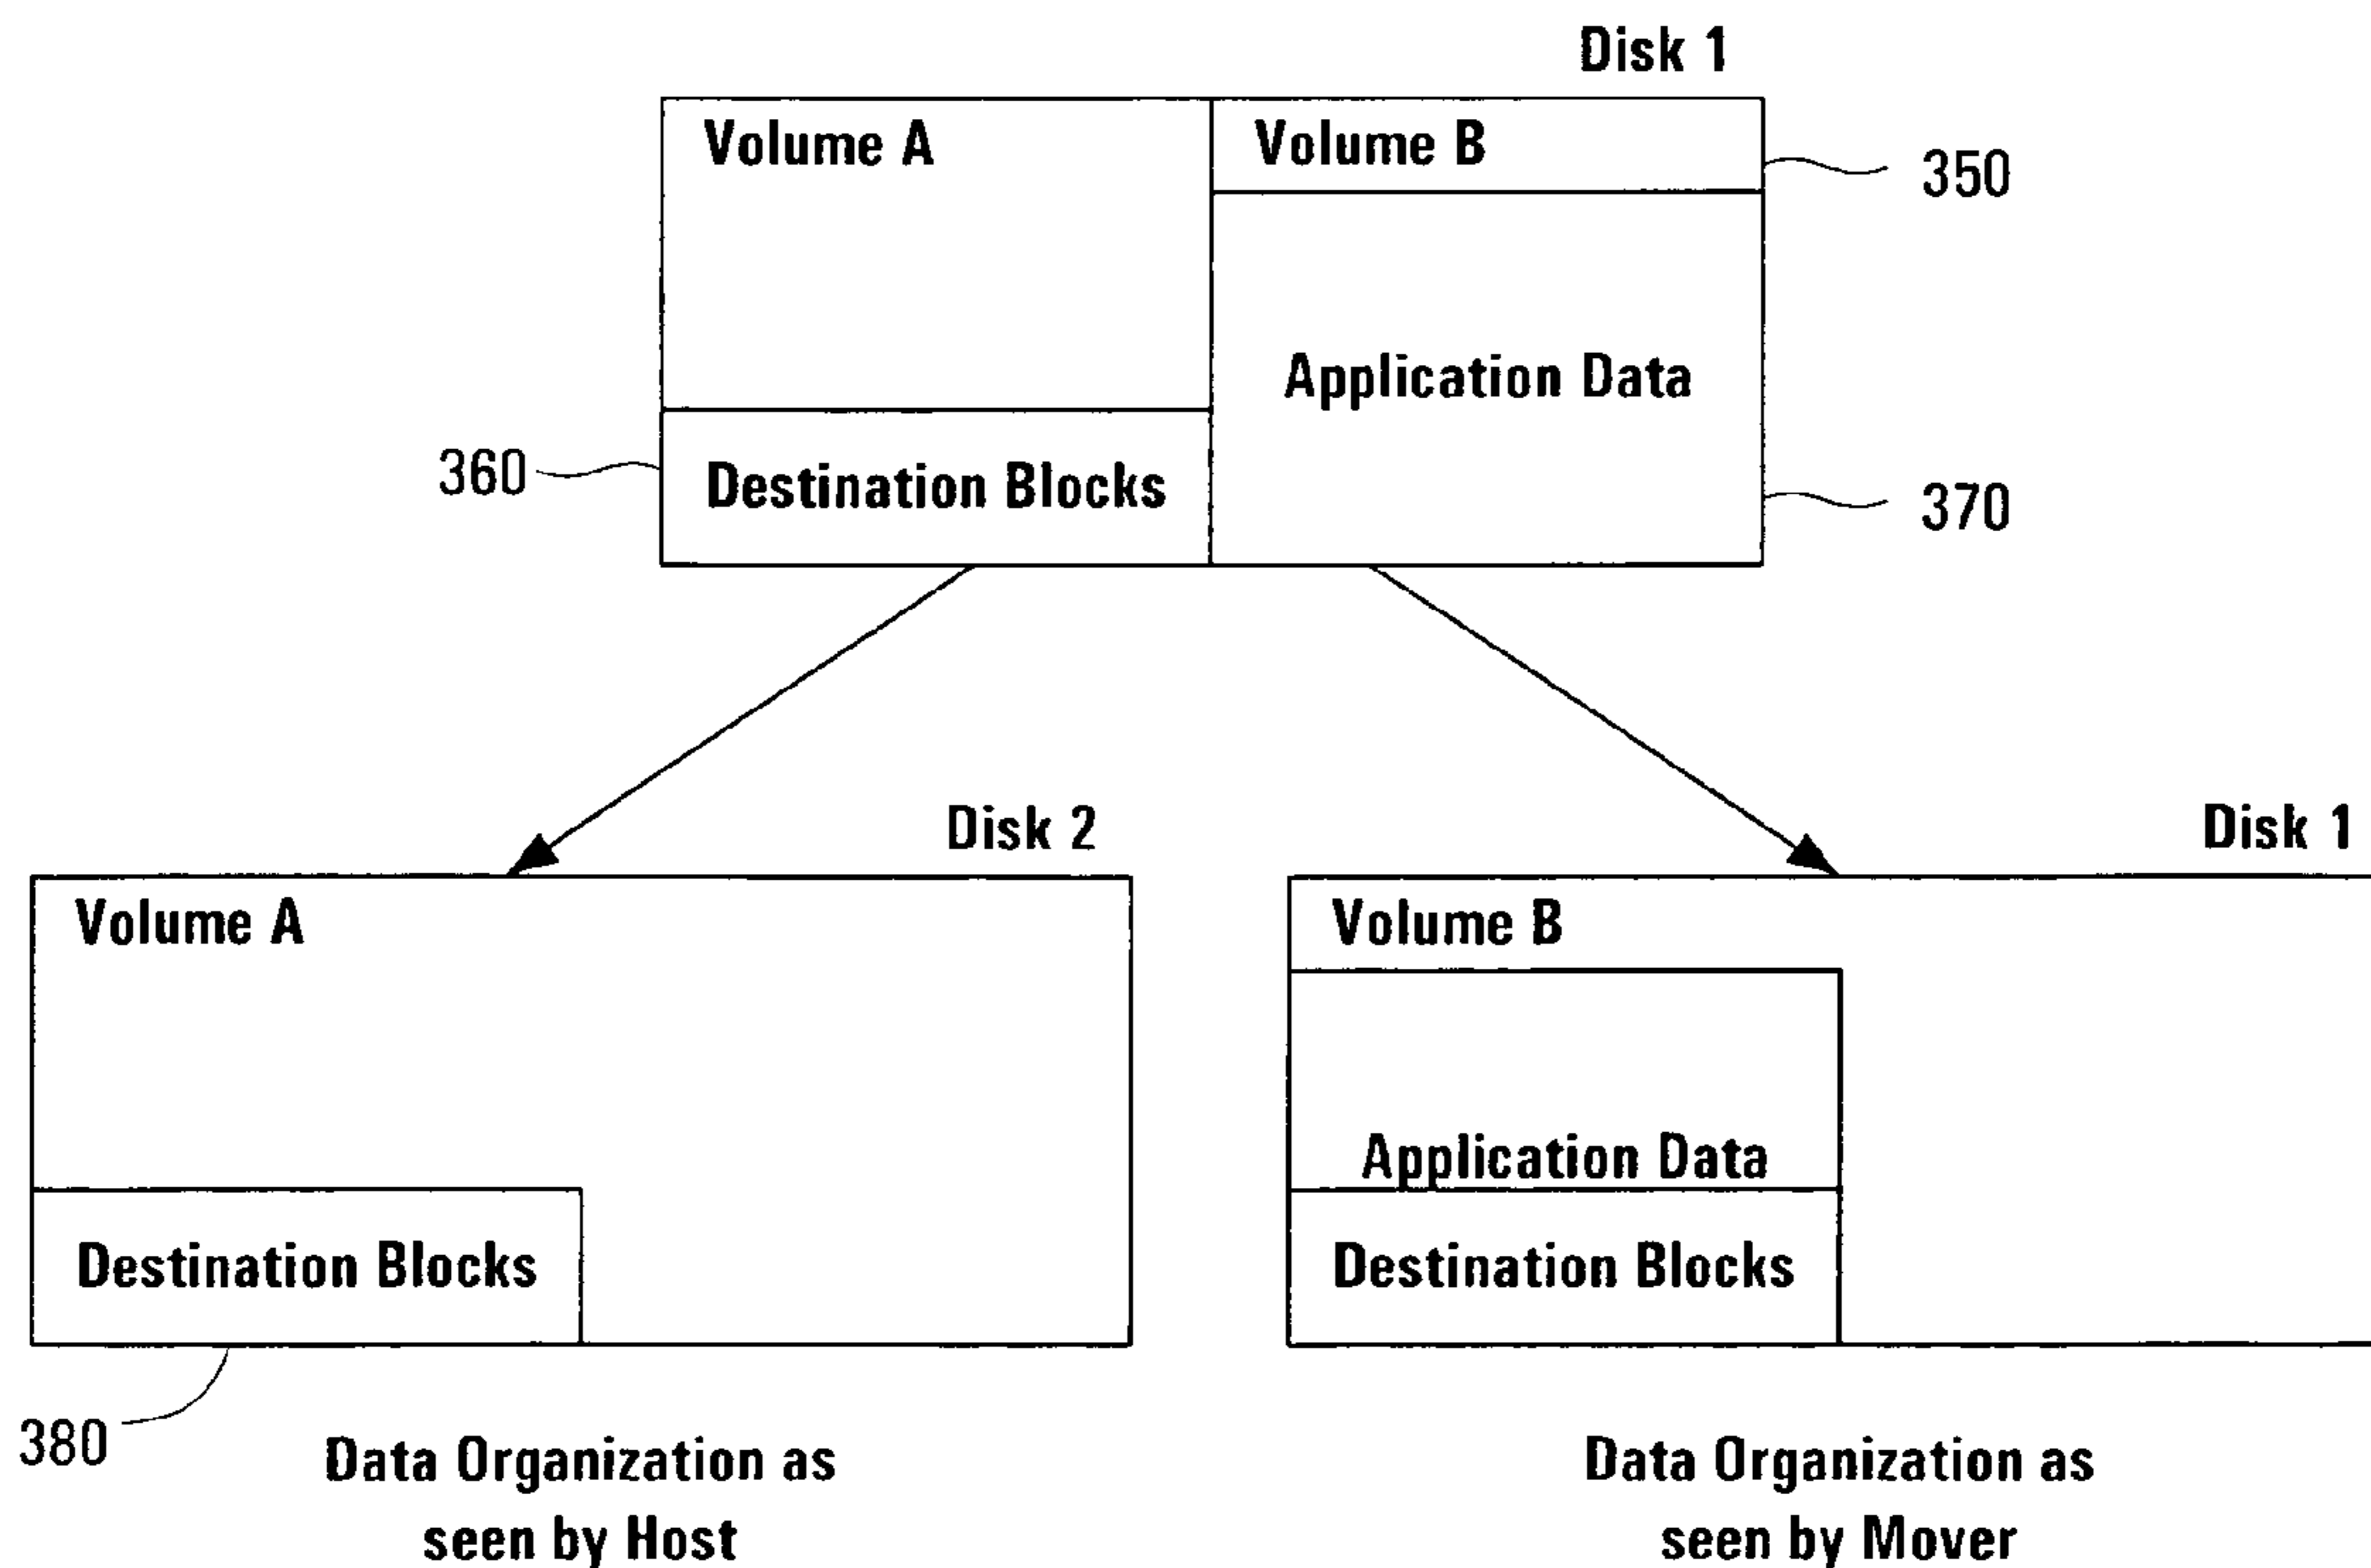 Disk 1
Volume A
Volume B
350
Application Data
360
Destination Blocks
370
Disk 2
Disk 1
Volume A
Volume B
Application Data
Destination Blocks
Destination Blocks
380
Data Organization as
seen by Host
Data Organization as
seen by Mover